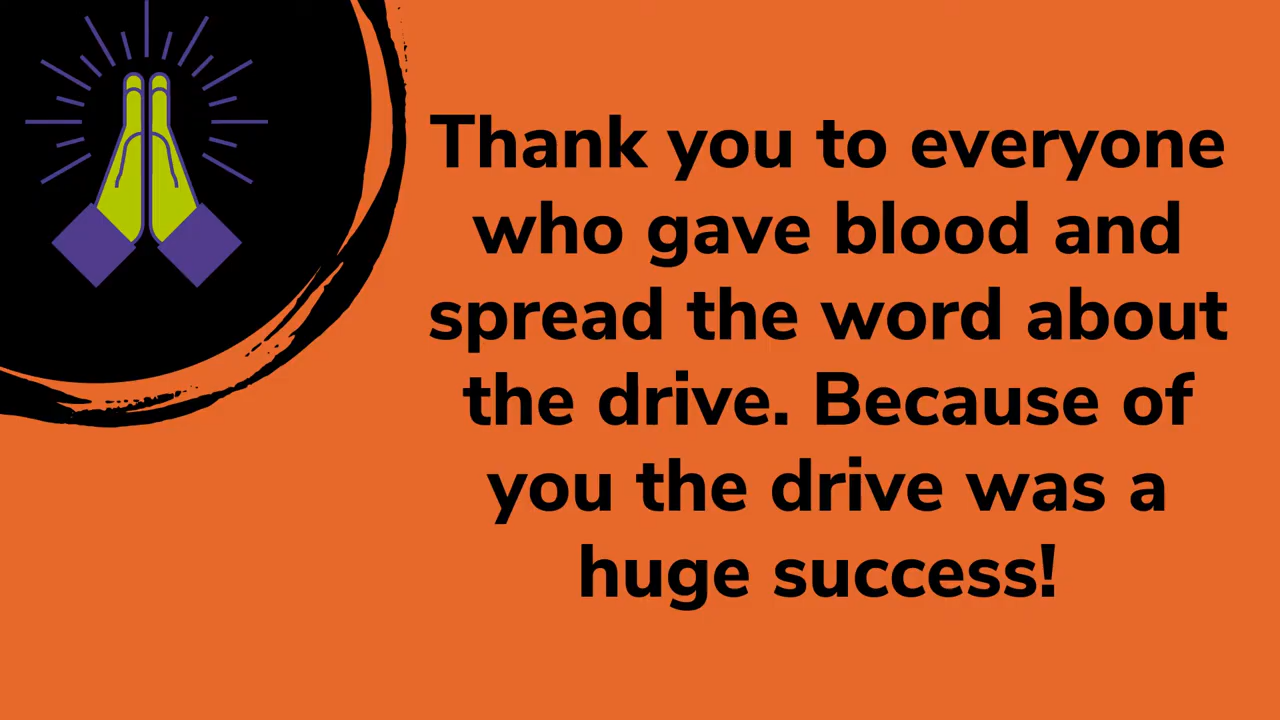 Thank you to everyone
who gave blood and
spread the word about
the drive. Because of
you the drive was a
huge success!